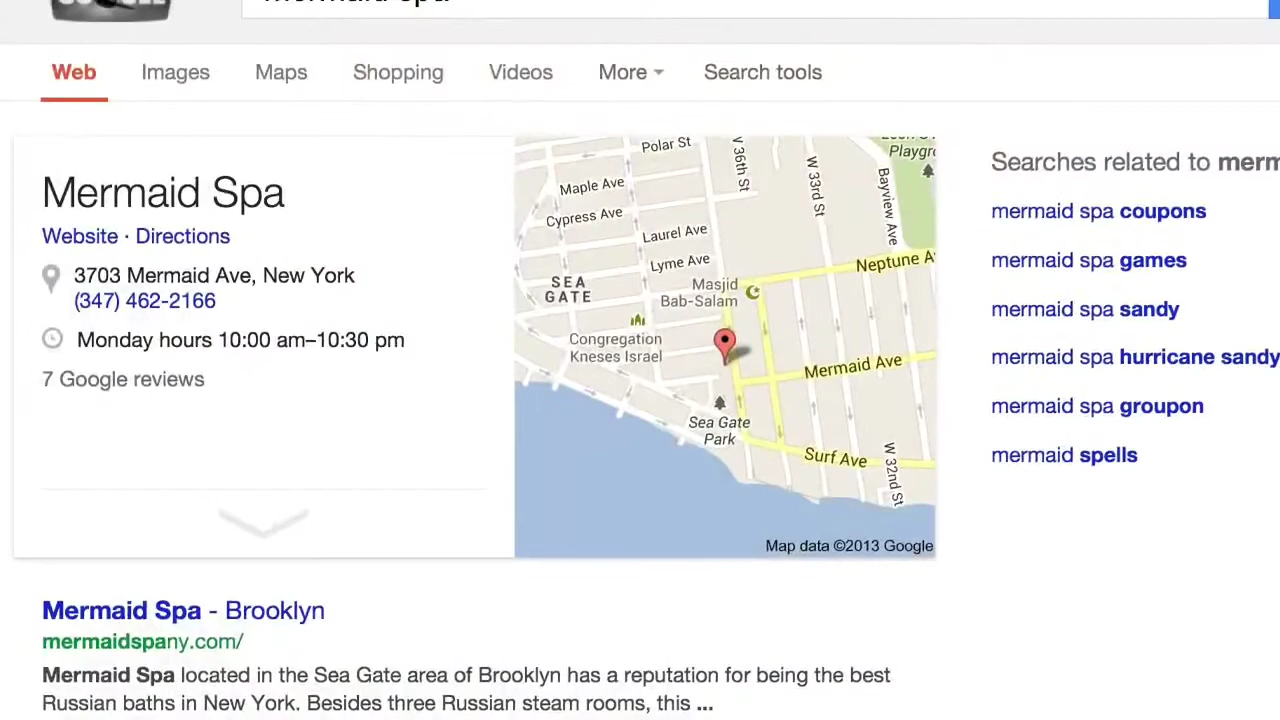 Mermaid spa
Web Images Maps Shopping Videos More Search tools
Mermaid Spa
Website · Directions
3703 Mermaid Ave, New York
(347) 462-2166
Monday hours 10:00 am–10:30 pm
7 Google reviews
Polar St
Maple Ave
Cypress Ave
Laurel Ave
Lyme Ave
SEA
GATE
Masjid
Bab-Salam
Congregation
Kneses Israel
Sea Gate
Park
36th St
W 33rd St
Bayview Ave
Playgr
Neptune A
Mermaid Ave
Surf Ave
W 32nd St
Map data ©2013 Google
Searches related to merm
mermaid spa coupons
mermaid spa games
mermaid spa sandy
mermaid spa hurricane sandy
mermaid spa groupon
mermaid spells
Mermaid Spa - Brooklyn
mermaidspany.com/
Mermaid Spa located in the Sea Gate area of Brooklyn has a reputation for being the best
Russian baths in New York. Besides three Russian steam rooms, this ...